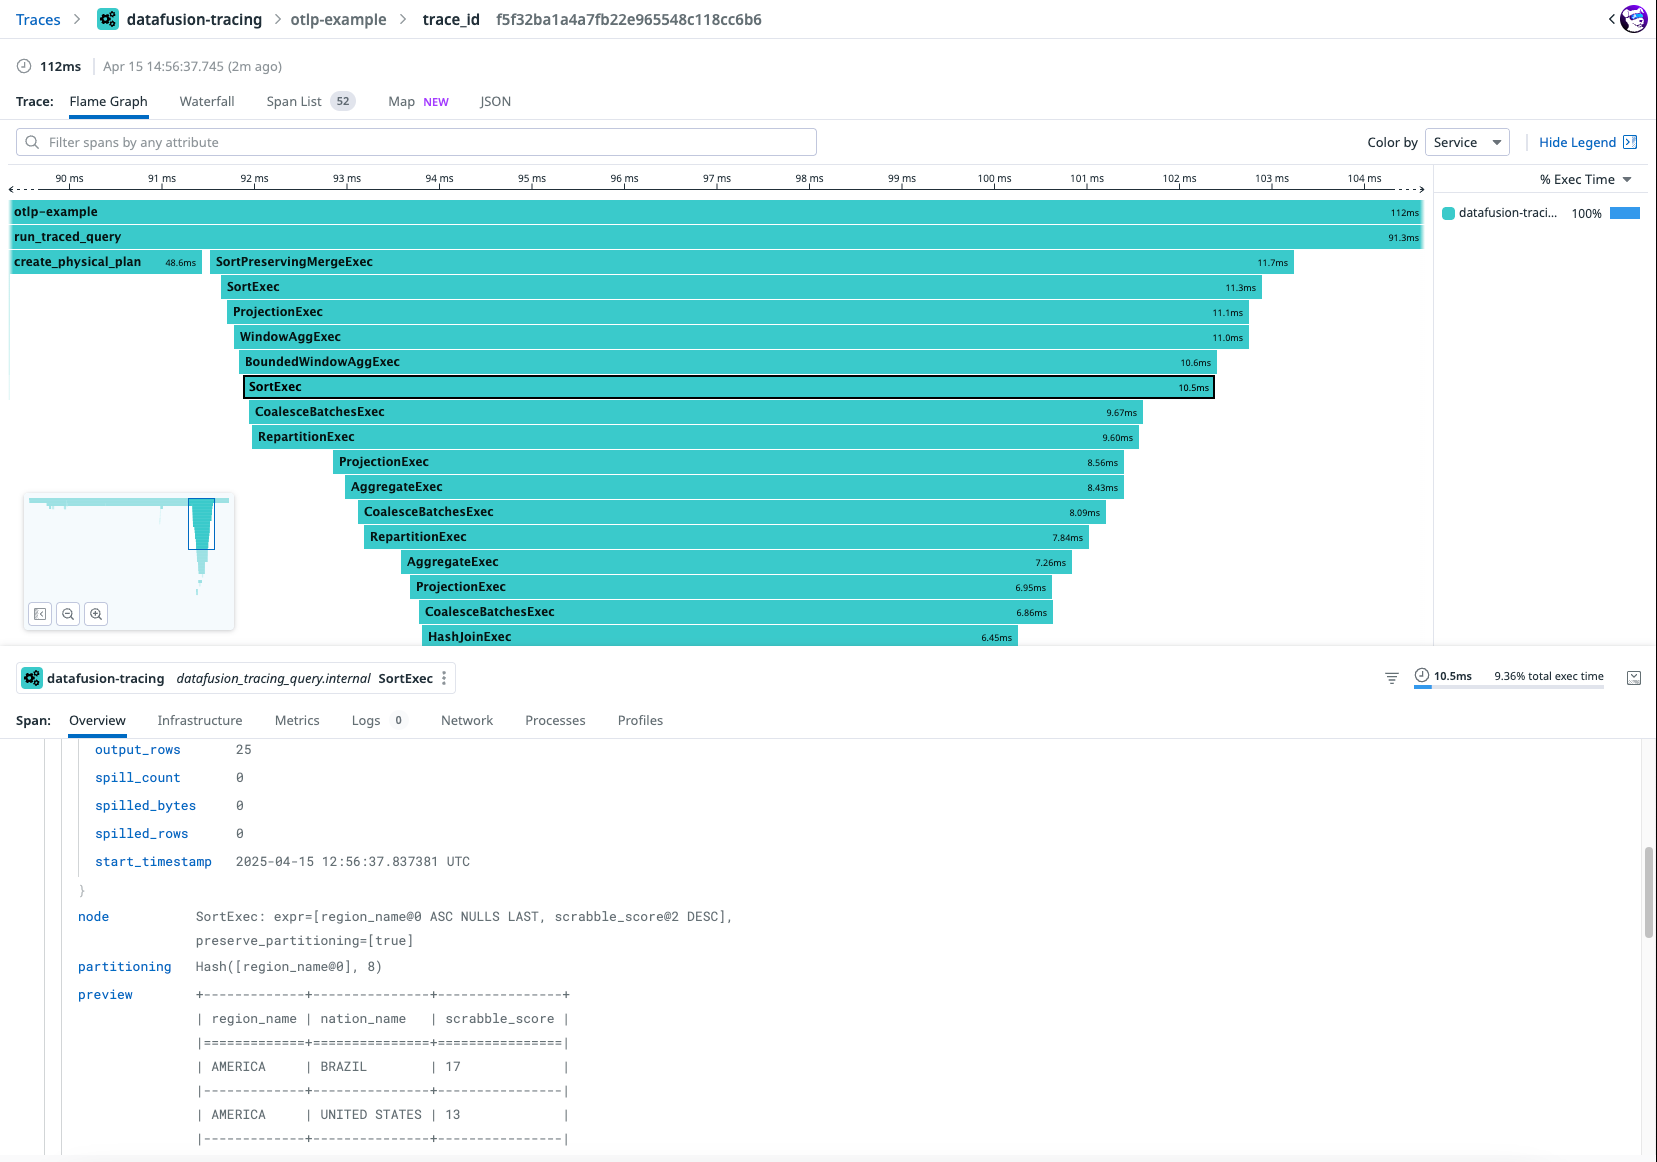 Traces > datafusion-tracing > otlp-example > trace_id f5f32ba1a4a7fb22e965548c118cc6b6
112ms Apr 15 14:56:37.745 (2m ago)
Trace: Flame Graph Waterfall Span List 52 Map NEW JSON
Filter spans by any attribute
Color by Service Hide Legend
90 ms 91 ms 92 ms 93 ms 94 ms 95 ms 96 ms 97 ms 98 ms 99 ms 100 ms 101 ms 102 ms 103 ms 104 ms
% Exec Time
otlp-example 112ms
datafusion-traci... 100%
run_traced_query 91.3ms
create_physical_plan 48.6ms SortPreservingMergeExec 11.7ms
SortExec 11.3ms
ProjectionExec 11.1ms
WindowAggExec 11.0ms
BoundedWindowAggExec 10.6ms
SortExec 10.5ms
CoalesceBatchesExec 9.67ms
RepartitionExec 9.60ms
ProjectionExec 8.56ms
AggregateExec 8.43ms
CoalesceBatchesExec 8.09ms
RepartitionExec 7.84ms
AggregateExec 7.26ms
ProjectionExec 6.95ms
CoalesceBatchesExec 6.86ms
HashJoinExec 6.45ms
datafusion-tracing datafusion_tracing_query.internal SortExec 10.5ms 9.36% total exec time
Span: Overview Infrastructure Metrics Logs 0 Network Processes Profiles
output_rows 25
spill_count 0
spilled_bytes 0
spilled_rows 0
start_timestamp 2025-04-15 12:56:37.837381 UTC
}
node SortExec: expr=[region_name@0 ASC NULLS LAST, scrabble_score@2 DESC],
preserve_partitioning=[true]
partitioning Hash([region_name@0], 8)
preview +-------------+---------------+----------------+
| region_name | nation_name   | scrabble_score |
|=============+===============+================|
| AMERICA     | BRAZIL        | 17             |
|-------------+---------------+----------------|
| AMERICA     | UNITED STATES | 13             |
|-------------+---------------+----------------|